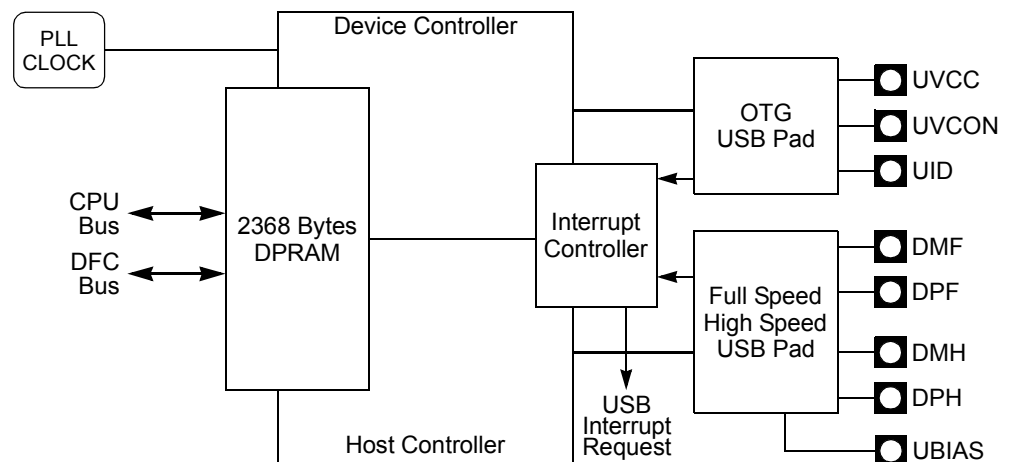 PLL
CLOCK
Device Controller
OTG
USB Pad
UVCC
UVCON
UID
CPU
Bus
DFC
Bus
2368 Bytes
DPRAM
Interrupt
Controller
Full Speed
High Speed
USB Pad
DMF
DPF
DMH
DPH
UBIAS
USB
Interrupt
Request
Host Controller